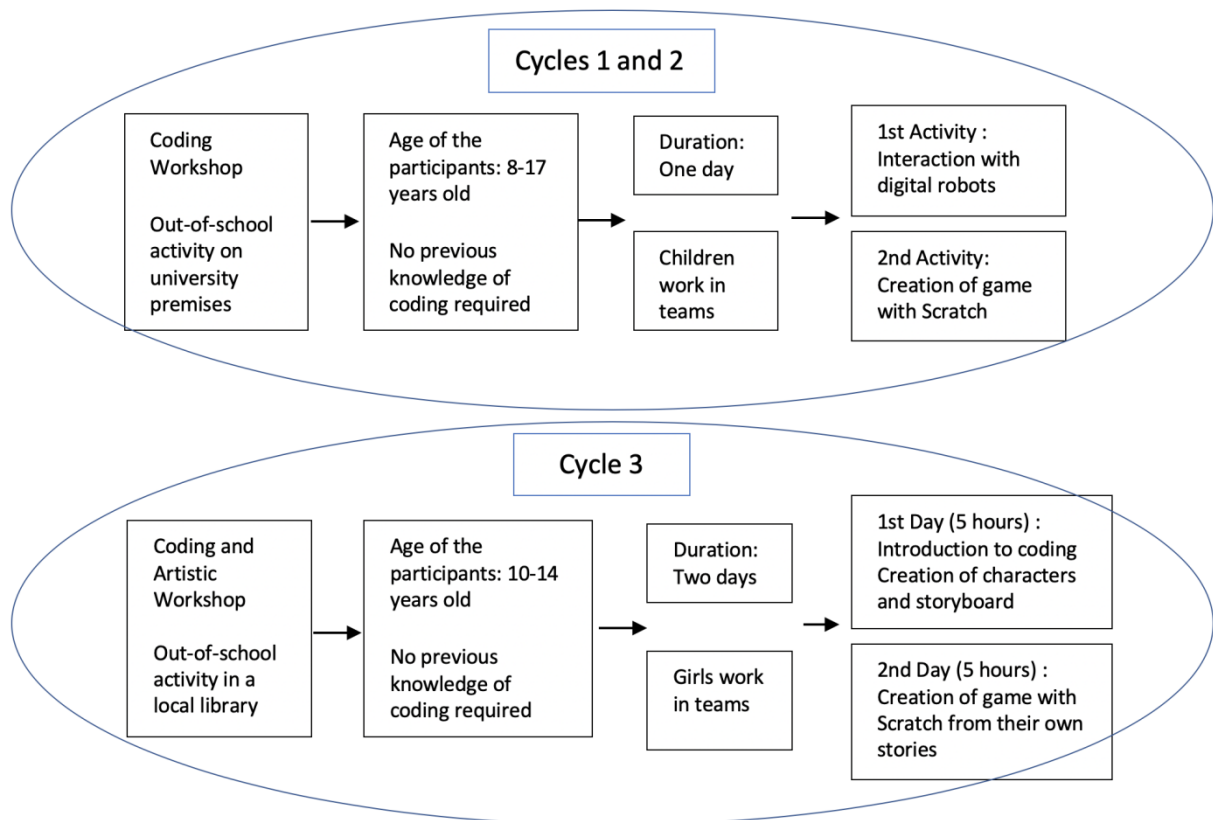 Cycles 1 and 2
Coding
Workshop
Out-of-school
activity on
university
premises
Age of the
participants: 8-17
years old
No previous
knowledge of
coding required
Duration:
One day
Children
work in
teams
1st Activity :
Interaction with
digital robots
2nd Activity:
Creation of game
with Scratch
Cycle 3
Coding and
Artistic
Workshop
Out-of-school
activity in a
local library
Age of the
participants: 10-14
years old
No previous
knowledge of
coding required
Duration:
Two days
Girls work
in teams
1st Day (5 hours) :
Introduction to coding
Creation of characters
and storyboard
2nd Day (5 hours) :
Creation of game with
Scratch from their own
stories